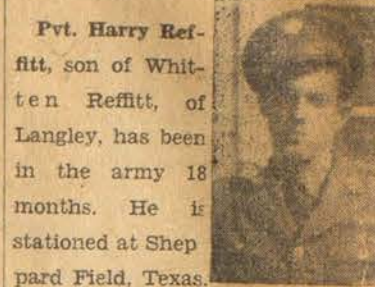 Pvt. Harry Ref-
fitt, son of Whit-
ten Reffitt, of
Langley, has been
in the army 18
months. He is
stationed at Shep
pard Field, Texas.